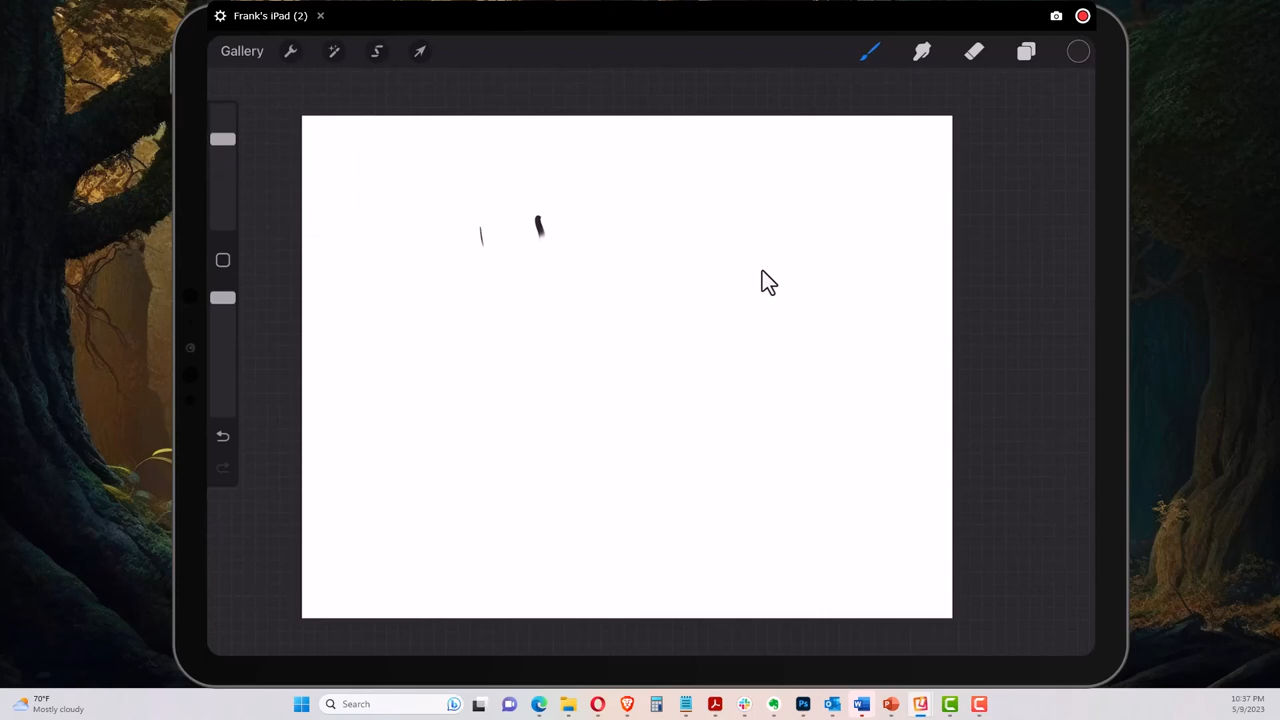 Frank's iPad (2)
Gallery
70°F
Mostly cloudy
Search
10:37 PM
5/9/2023